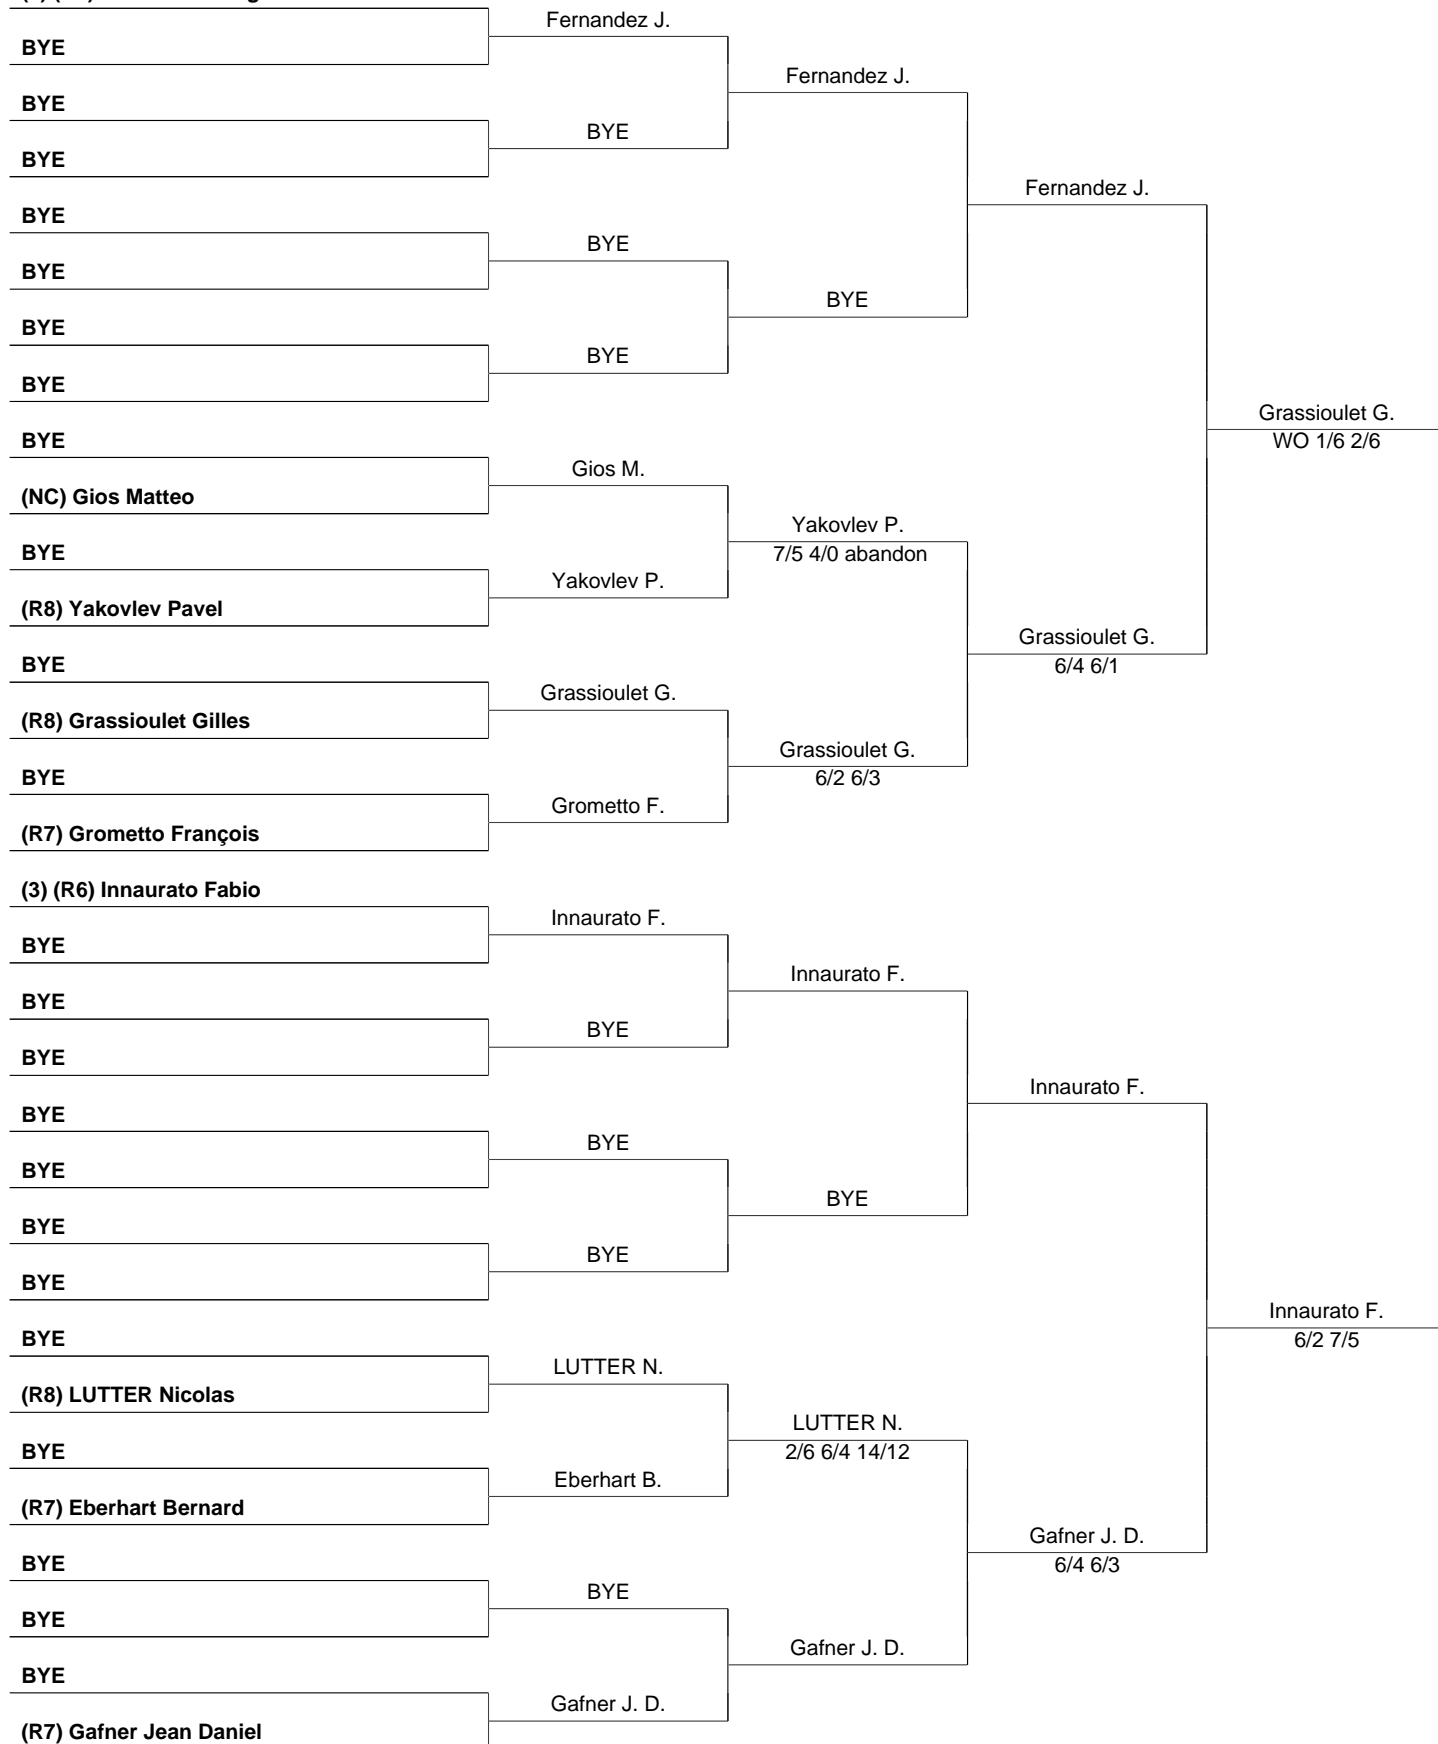 Fernandez J.
BYE
Fernandez J.
BYE
BYE
BYE
Fernandez J.
BYE
BYE
BYE
BYE
BYE
BYE
BYE
Grassioulet G.
WO 1/6 2/6
BYE
Gios M.
(NC) Gios Matteo
Yakovlev P.
7/5 4/0 abandon
BYE
Yakovlev P.
(R8) Yakovlev Pavel
Grassioulet G.
6/4 6/1
BYE
Grassioulet G.
(R8) Grassioulet Gilles
Grassioulet G.
6/2 6/3
BYE
Grometto F.
(R7) Grometto François
(3) (R6) Innaurato Fabio
Innaurato F.
BYE
Innaurato F.
BYE
BYE
BYE
Innaurato F.
BYE
BYE
BYE
BYE
BYE
BYE
BYE
Innaurato F.
6/2 7/5
BYE
LUTTER N.
(R8) LUTTER Nicolas
LUTTER N.
2/6 6/4 14/12
BYE
Eberhart B.
(R7) Eberhart Bernard
Gafner J. D.
6/4 6/3
BYE
BYE
BYE
Gafner J. D.
BYE
Gafner J. D.
(R7) Gafner Jean Daniel